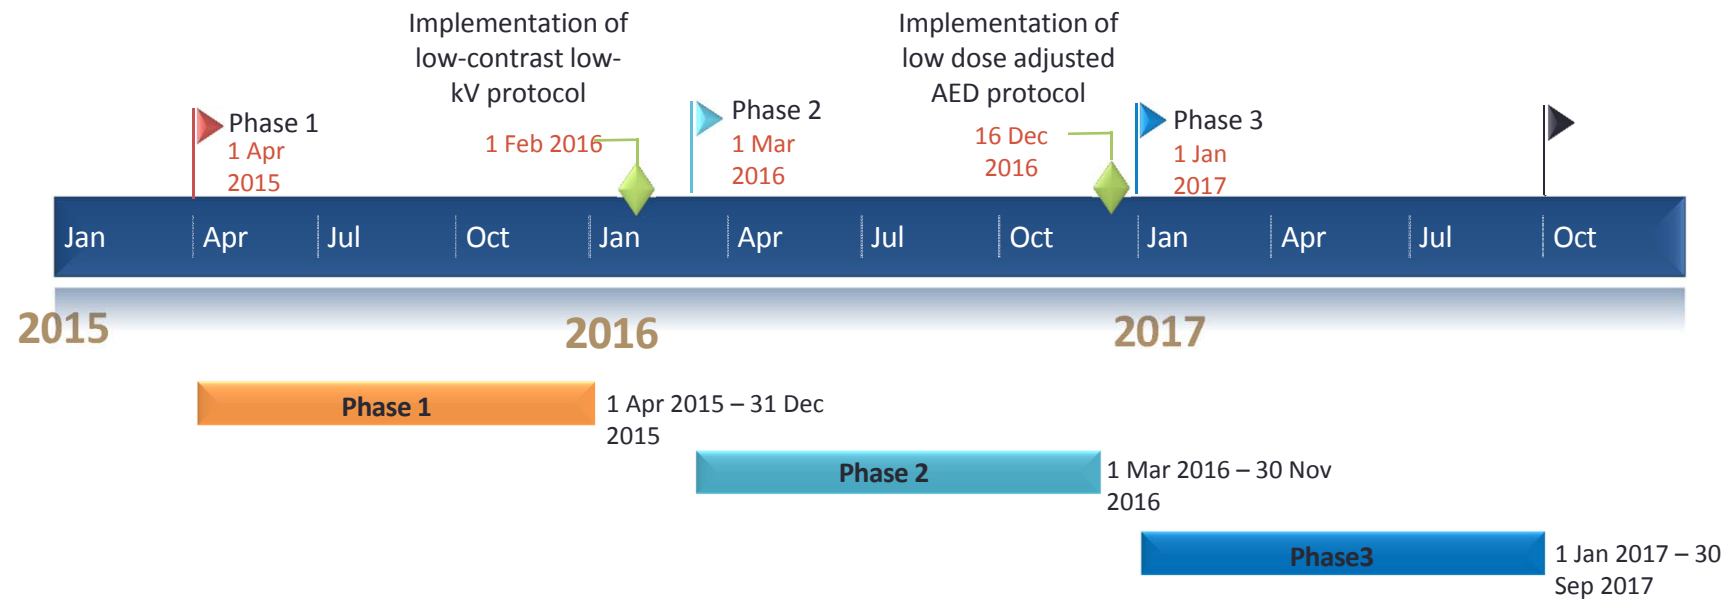 Implementation of
low-contrast low-
kV protocol
Implementation of
low dose adjusted
AED protocol
Phase 1
1 Apr
2015
1 Feb 2016
Phase 2
1 Mar
2016
16 Dec
2016
Phase 3
1 Jan
2017
Jan
Apr
Jul
Oct
Jan
Apr
Jul
Oct
Jan
Apr
Jul
Oct
2015
2016
2017
Phase 1
1 Apr 2015 – 31 Dec
2015
Phase 2
1 Mar 2016 – 30 Nov
2016
Phase3
1 Jan 2017 – 30
Sep 2017